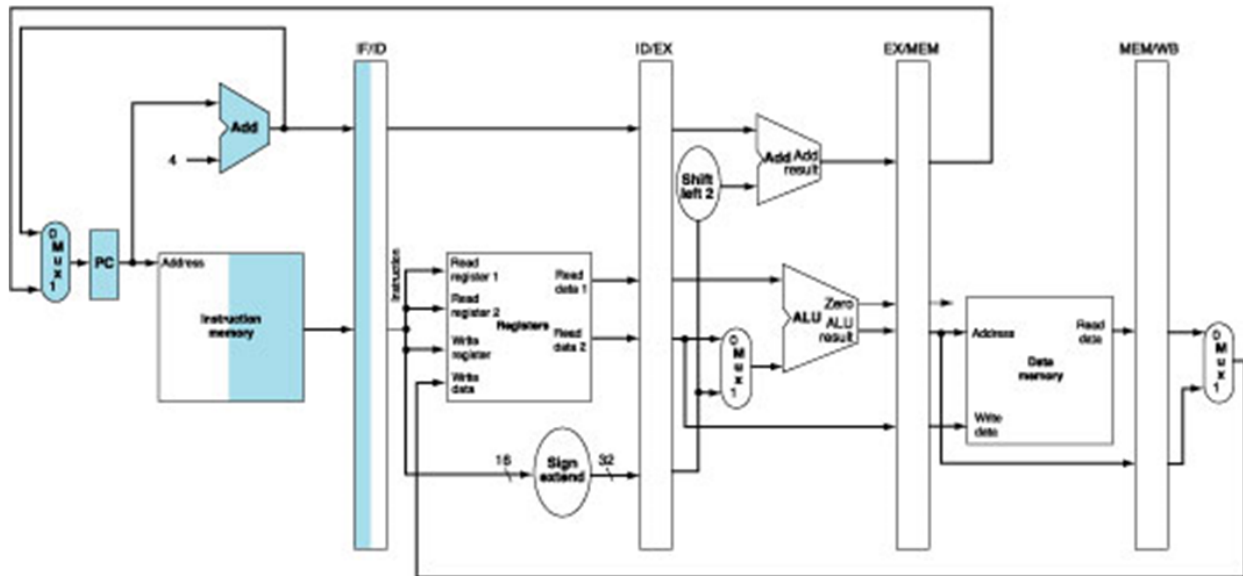 IF/ID
ID/EX
EX/MEM
MEM/WB
Add
4
Shift
left 2
Add
Add
result
0
M
u
x
1
PC
Address
Instruction
memory
Instruction
Read
register 1
Read
register 2
Write
register
Write
data
Registers
Read
data 1
Read
data 2
0
M
u
x
1
ALU
Zero
ALU
result
Address
Write
data
Data
memory
Read
data
0
M
u
x
1
16
Sign
extend
32